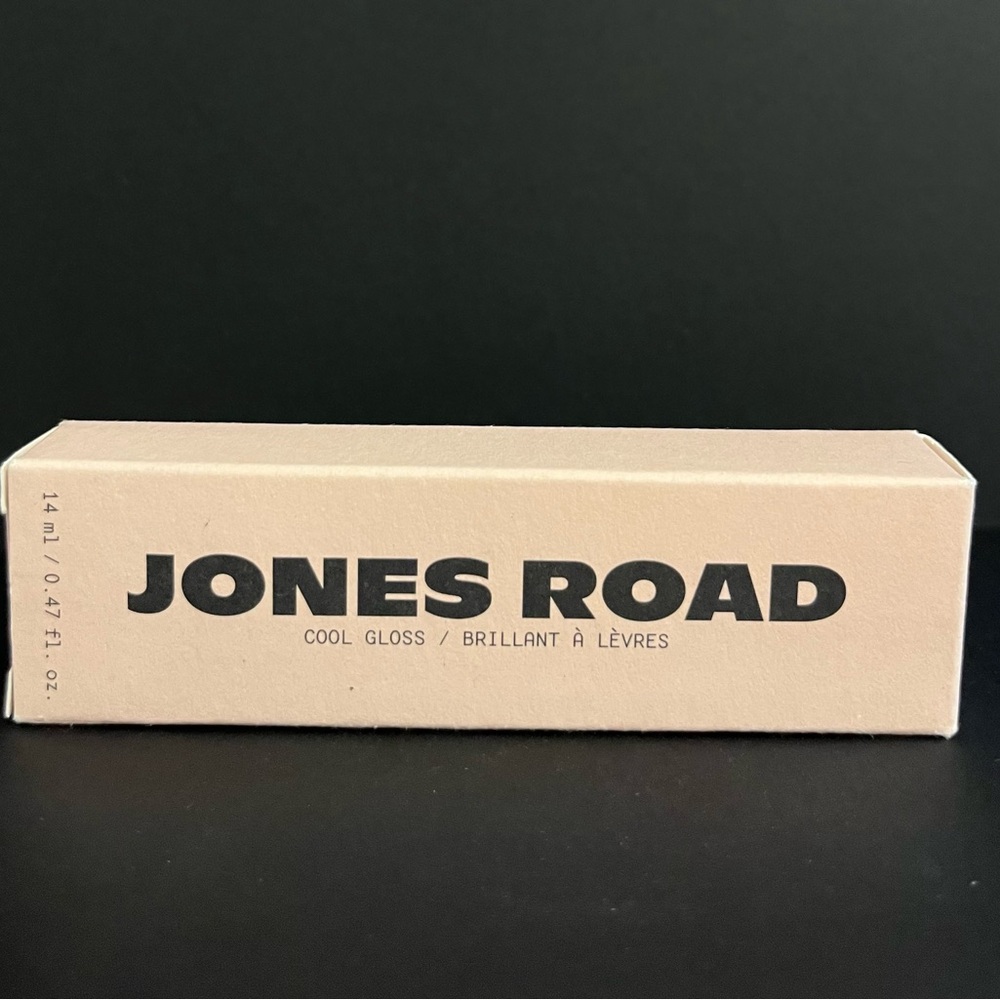 JONES ROAD
COOL GLOSS / BRILLANT À LÈVRES
14 ml / 0.47 fl. oz.